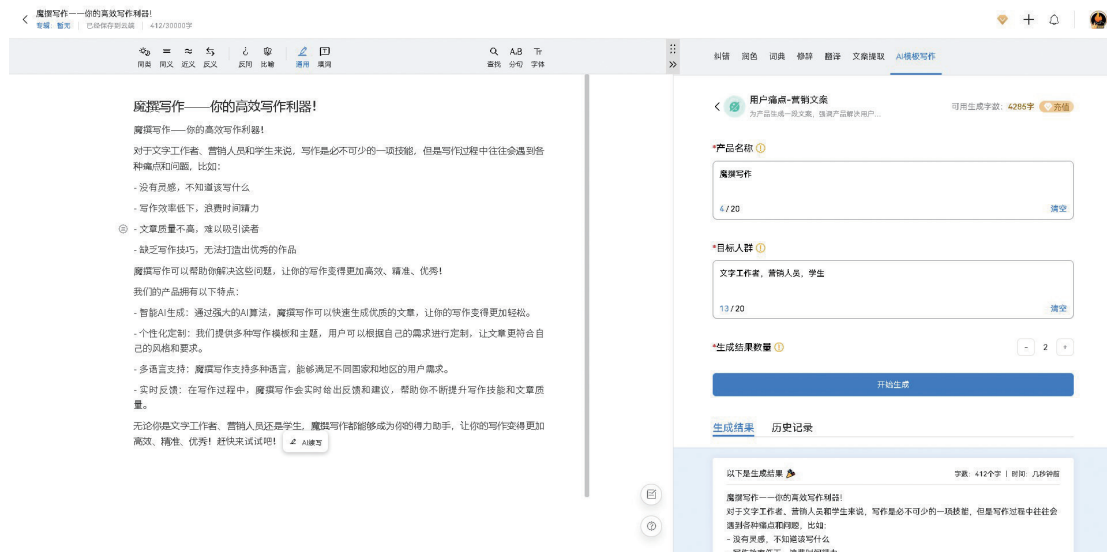 魔撰写作——你的高效写作利器!
专辑: 暂无 | 已经保存到云端 | 412/30000字
同类 同义 近义 反义 反问 比喻 通用 填词 查找 分句 字体
纠错 润色 词典 修辞 翻译 文案提取 AI模板写作
魔撰写作——你的高效写作利器!
魔撰写作——你的高效写作利器!
对于文字工作者、营销人员和学生来说,写作是必不可少的一项技能,但是写作过程中往往会遇到各
种痛点和问题,比如:
- 没有灵感,不知道该写什么
- 写作效率低下,浪费时间精力
- 文章质量不高,难以吸引读者
- 缺乏写作技巧,无法打造出优秀的作品
魔撰写作可以帮助你解决这些问题,让你的写作变得更加高效、精准、优秀!
我们的产品拥有以下特点:
- 智能AI生成:通过强大的AI算法,魔撰写作可以快速生成优质的文章,让你的写作变得更加轻松。
- 个性化定制:我们提供多种写作模板和主题,用户可以根据自己的需求进行定制,让文章更符合自
己的风格和要求。
- 多语言支持:魔撰写作支持多种语言,能够满足不同国家和地区的用户需求。
- 实时反馈:在写作过程中,魔撰写作会实时给出反馈和建议,帮助你不断提升写作技能和文章质
量。
无论你是文字工作者、营销人员还是学生,魔撰写作都能够成为你的得力助手,让你的写作变得更加
高效、精准、优秀!赶快来试试吧!
AI续写
用户痛点-营销文案
为产品生成一段文案,强调产品解决用户...
可用生成字数: 4285字 充值
*产品名称
魔撰写作
4 / 20 清空
*目标人群
文字工作者,营销人员,学生
13 / 20 清空
*生成结果数量 - 2 +
开始生成
生成结果 历史记录
以下是生成结果 字数: 412个字 | 时间: 几秒钟前
魔撰写作——你的高效写作利器!
对于文字工作者、营销人员和学生来说,写作是必不可少的一项技能,但是写作过程中往往会
遇到各种痛点和问题,比如:
- 没有灵感,不知道该写什么
- 写作效率低下,浪费时间精力